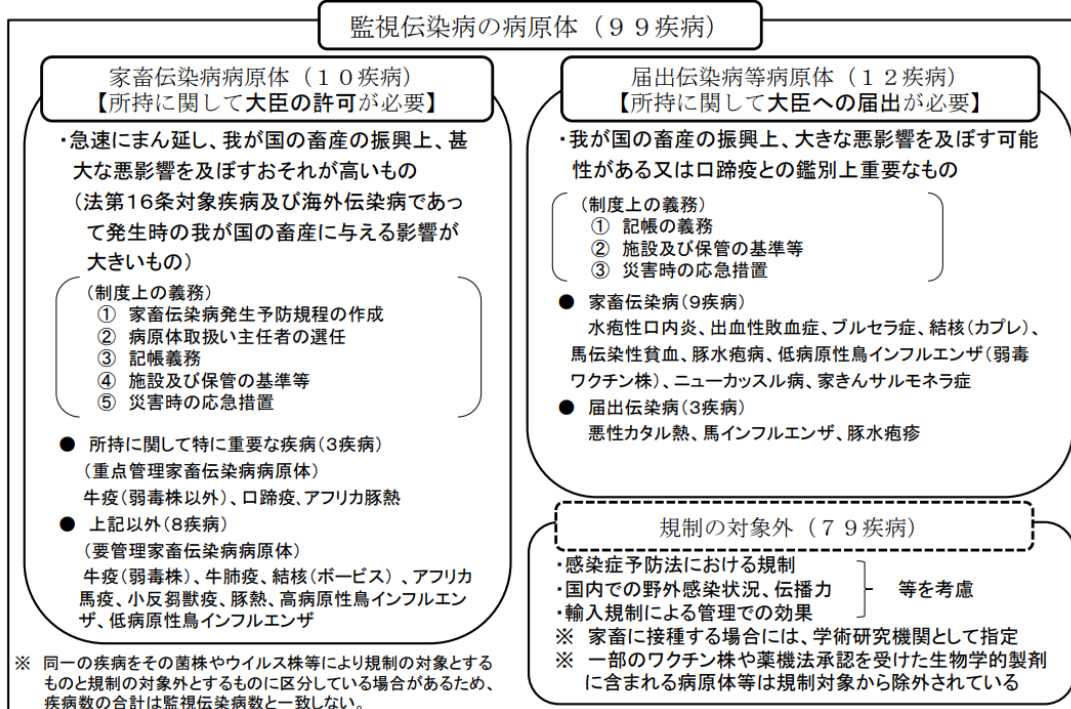 監視伝染病の病原体（９９疾病）
家畜伝染病病原体（１０疾病）
【所持に関して大臣の許可が必要】
・急速にまん延し、我が国の畜産の振興上、甚
大な悪影響を及ぼすおそれが高いもの
（法第16条対象疾病及び海外伝染病であっ
て発生時の我が国の畜産に与える影響が
大きいもの）
（制度上の義務）
① 家畜伝染病発生予防規程の作成
② 病原体取扱い主任者の選任
③ 記帳義務
④ 施設及び保管の基準等
⑤ 災害時の応急措置
● 所持に関して特に重要な疾病（3疾病）
（重点管理家畜伝染病病原体）
牛疫（弱毒株以外）、口蹄疫、アフリカ豚熱
● 上記以外（8疾病）
（要管理家畜伝染病病原体）
牛疫（弱毒株）、牛肺疫、結核（ボービス）、アフリカ
馬疫、小反芻獣疫、豚熱、高病原性鳥インフルエン
ザ、低病原性鳥インフルエンザ
※ 同一の疾病をその菌株やウイルス株等により規制の対象とする
ものと規制の対象外とするものに区分している場合があるため、
疾病数の合計は監視伝染病数と一致しない。
届出伝染病等病原体（１２疾病）
【所持に関して大臣への届出が必要】
・我が国の畜産の振興上、大きな悪影響を及ぼす可能
性がある又は口蹄疫との鑑別上重要なもの
（制度上の義務）
① 記帳の義務
② 施設及び保管の基準等
③ 災害時の応急措置
● 家畜伝染病（9疾病）
水疱性口内炎、出血性敗血症、ブルセラ症、結核（カプレ）、
馬伝染性貧血、豚水疱病、低病原性鳥インフルエンザ（弱毒
ワクチン株）、ニューカッスル病、家きんサルモネラ症
● 届出伝染病（3疾病）
悪性カタル熱、馬インフルエンザ、豚水疱疹
規制の対象外（７９疾病）
・感染症予防法における規制
・国内での野外感染状況、伝播力 等を考慮
・輸入規制による管理での効果
※ 家畜に接種する場合には、学術研究機関として指定
※ 一部のワクチン株や薬機法承認を受けた生物学的製剤
に含まれる病原体等は規制対象から除外されている